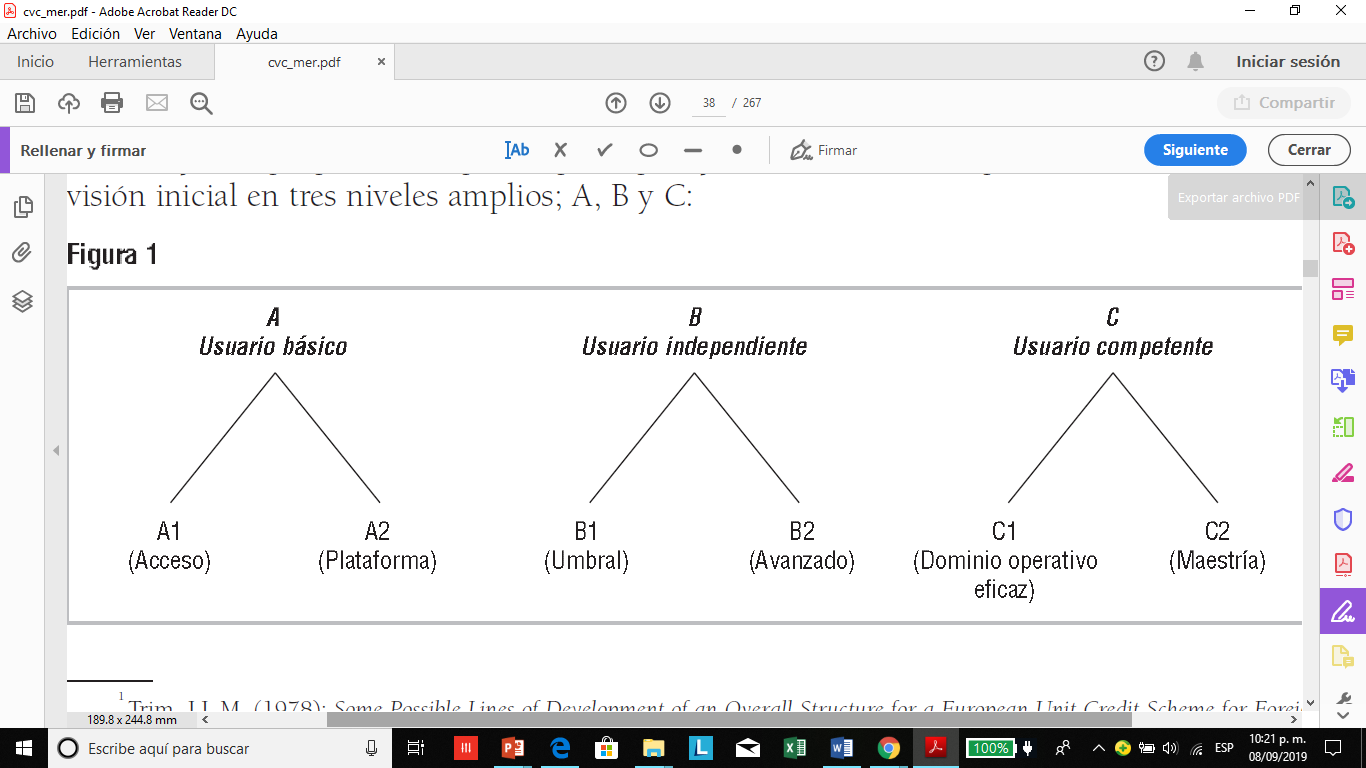 cvc_mer.pdf - Adobe Acrobat Reader DC
Archivo Edición Ver Ventana Ayuda
Inicio Herramientas cvc_mer.pdf × Iniciar sesión
38 / 267 Compartir
Rellenar y firmar Ab Firmar Siguiente Cerrar
Exportar archivo PDF
visión inicial en tres niveles amplios; A, B y C:
Figura 1
A B C
Usuario básico Usuario independiente Usuario competente
A1 A2 B1 B2 C1 C2
(Acceso) (Plataforma) (Umbral) (Avanzado) (Dominio operativo (Maestría)
eficaz)
1 Trim, J.L.M. (1978): Some Possible Lines of Development of an Overall Structure for a European Unit Credit Scheme for
189.8 x 244.8 mm
Escribe aquí para buscar 100% ESP 10:21 p. m.
08/09/2019